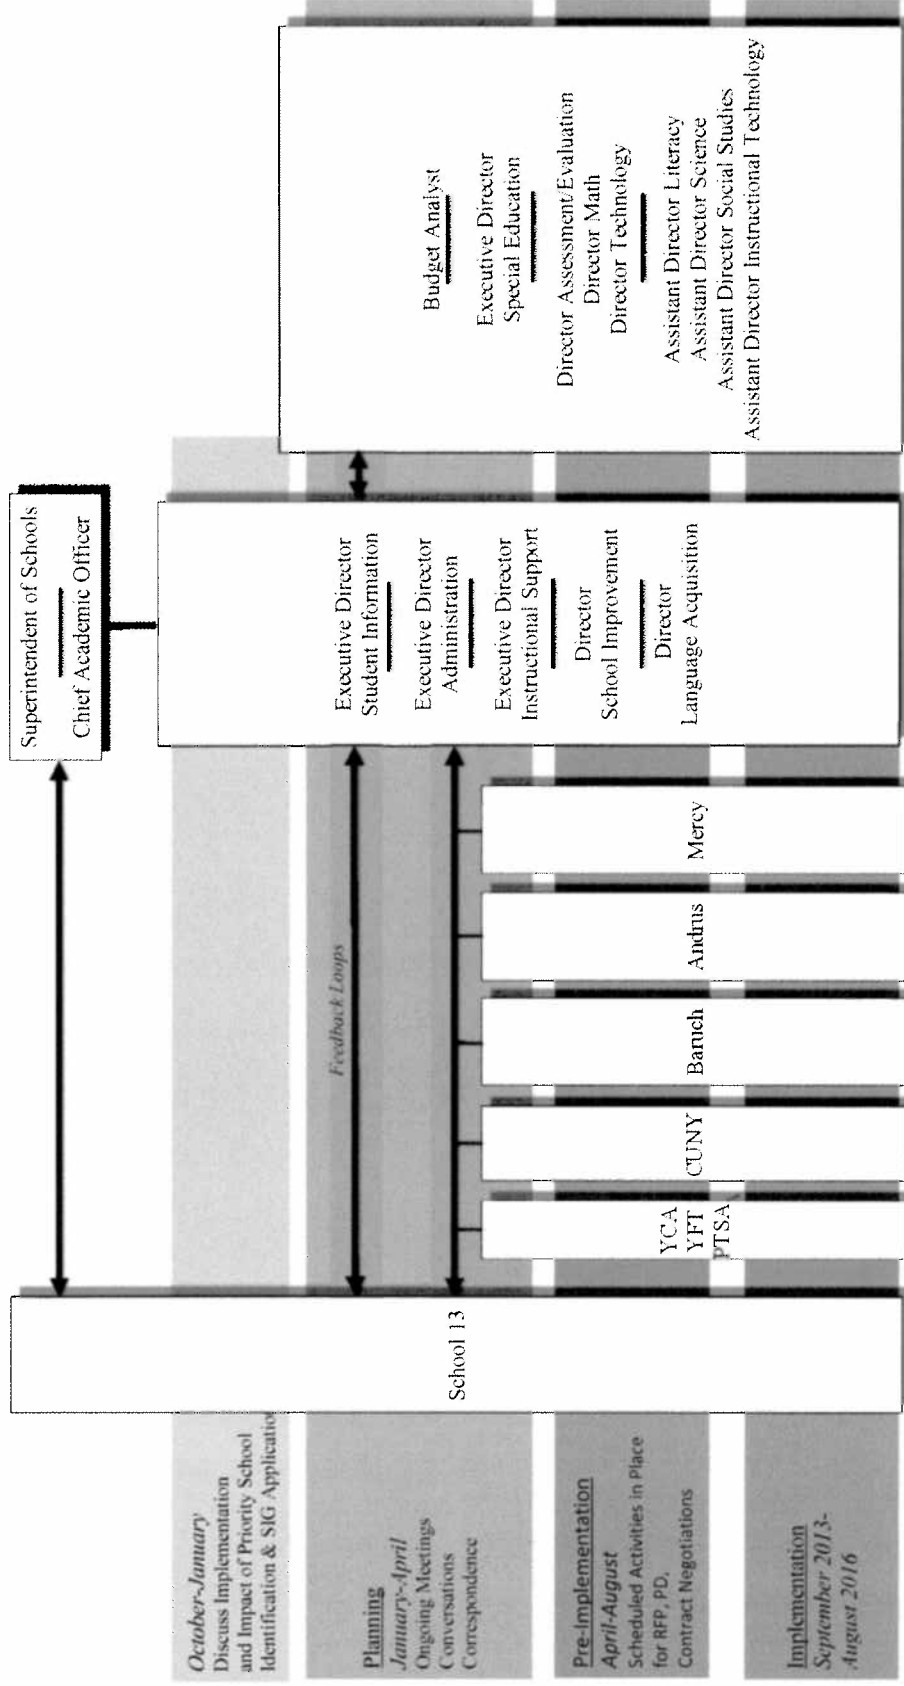 Superintendent of Schools
Chief Academic Officer
October-January
Discuss Implementation
and Impact of Priority School
Identification & SIG Application
Planning
January-April
Ongoing Meetings
Conversations
Correspondence
Pre-Implementation
April-August
Scheduled Activities in Place
for RFP, PD,
Contract Negotiations
Implementation
September 2013-
August 2016
School 13
Feedback Loops
YCA
YFT
PTSA
CUNY
Baruch
Andrus
Mercy
Executive Director
Student Information
Executive Director
Administration
Executive Director
Instructional Support
Director
School Improvement
Director
Language Acquisition
Budget Analyst
Executive Director
Special Education
Director Assessment/Evaluation
Director Math
Director Technology
Assistant Director Literacy
Assistant Director Science
Assistant Director Social Studies
Assistant Director Instructional Technology